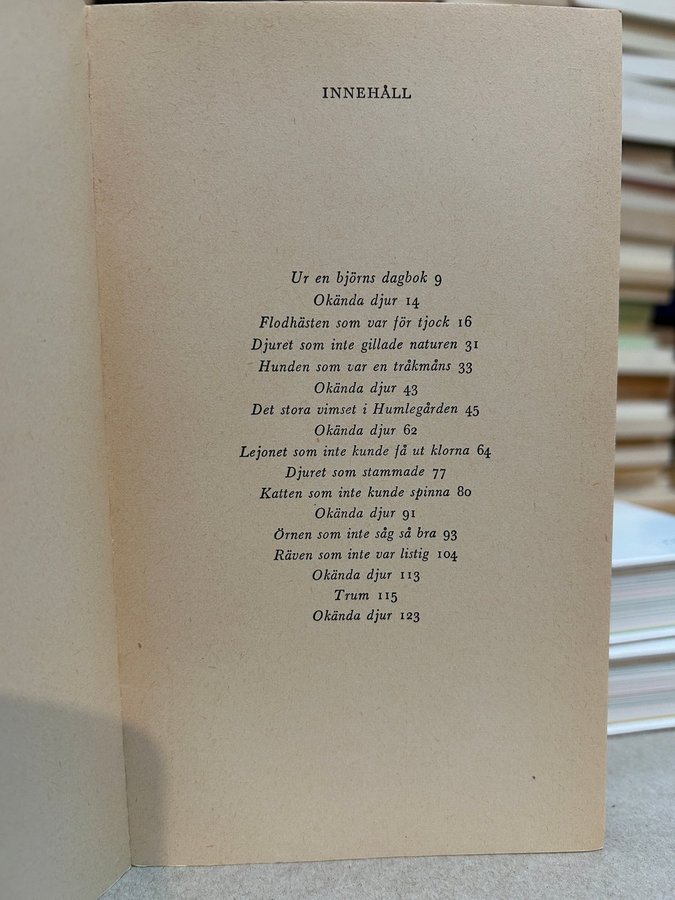 INNEHÅLL
Ur en björns dagbok 9
Okända djur 14
Flodhästen som var för tjock 16
Djuret som inte gillade naturen 31
Hunden som var en tråkmåns 33
Okända djur 43
Det stora vimset i Humlegården 45
Okända djur 62
Lejonet som inte kunde få ut klorna 64
Djuret som stammade 77
Katten som inte kunde spinna 80
Okända djur 91
Örnen som inte såg så bra 93
Räven som inte var listig 104
Okända djur 113
Trum 115
Okända djur 123